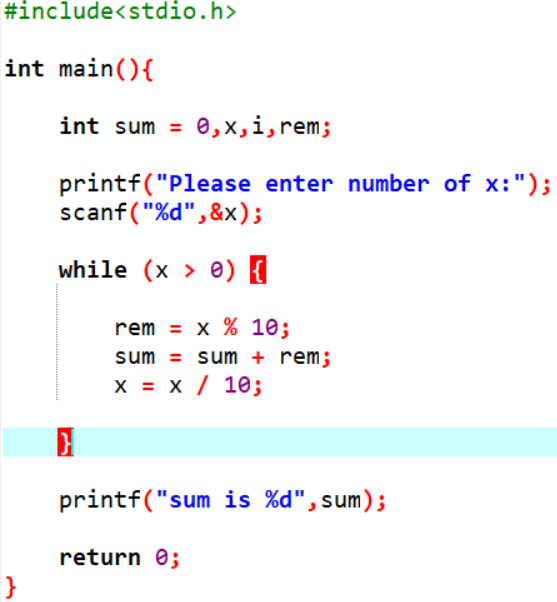 #include<stdio.h>
int main(){
int sum = 0,x,i,rem;
printf("Please enter number of x:");
scanf("%d",&x);
while (x > 0) {
rem = x % 10;
sum = sum + rem;
x = x / 10;
}
printf("sum is %d",sum);
return 0;
}